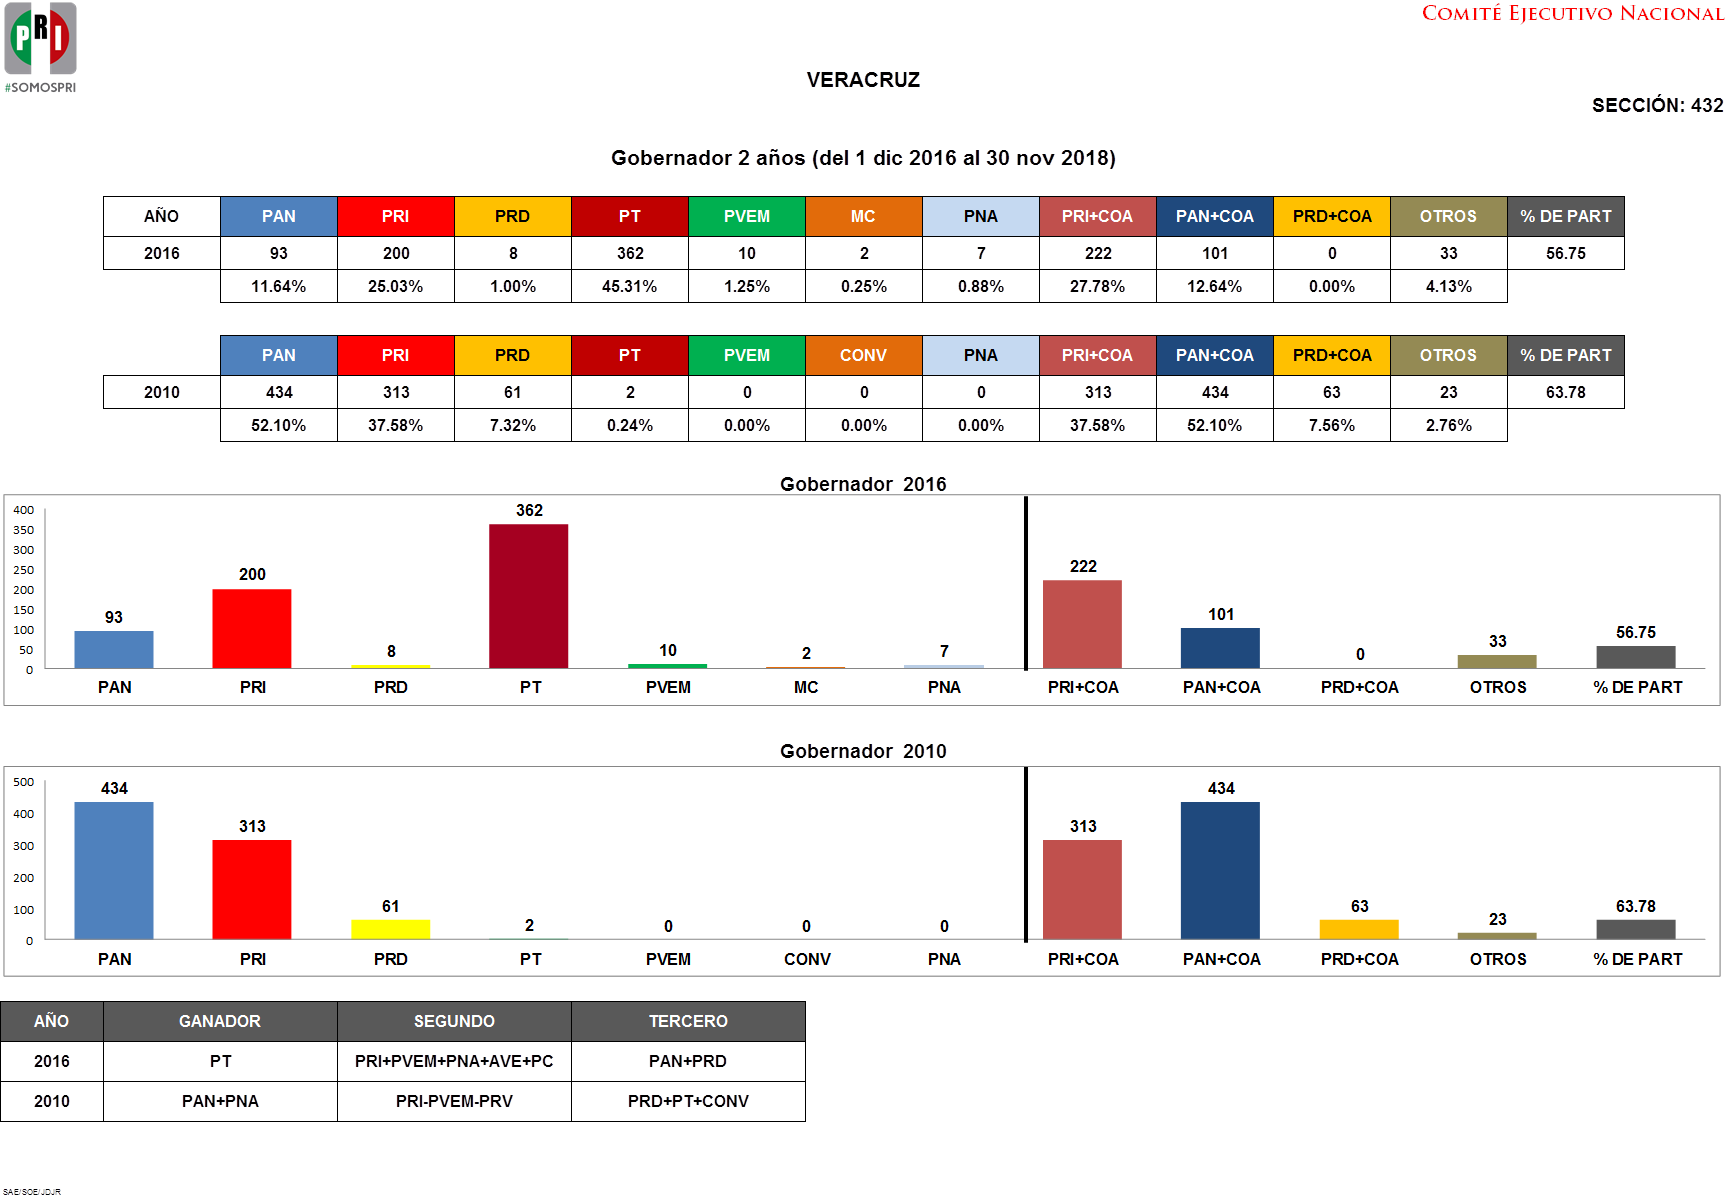 PRI
#SOMOSPRI
COMITÉ EJECUTIVO NACIONAL
VERACRUZ
SECCIÓN: 432
Gobernador 2 años (del 1 dic 2016 al 30 nov 2018)
AÑO PAN PRI PRD PT PVEM MC PNA PRI+COA PAN+COA PRD+COA OTROS % DE PART
2016 93 200 8 362 10 2 7 222 101 0 33 56.75
11.64% 25.03% 1.00% 45.31% 1.25% 0.25% 0.88% 27.78% 12.64% 0.00% 4.13%
PAN PRI PRD PT PVEM CONV PNA PRI+COA PAN+COA PRD+COA OTROS % DE PART
2010 434 313 61 2 0 0 0 313 434 63 23 63.78
52.10% 37.58% 7.32% 0.24% 0.00% 0.00% 0.00% 37.58% 52.10% 7.56% 2.76%
Gobernador 2016
400
350
300
250
200
150
100
50
0
93 200 8 362 10 2 7 222 101 0 33 56.75
PAN PRI PRD PT PVEM MC PNA PRI+COA PAN+COA PRD+COA OTROS % DE PART
Gobernador 2010
500
400
300
200
100
0
434 313 61 2 0 0 0 313 434 63 23 63.78
PAN PRI PRD PT PVEM CONV PNA PRI+COA PAN+COA PRD+COA OTROS % DE PART
AÑO GANADOR SEGUNDO TERCERO
2016 PT PRI+PVEM+PNA+AVE+PC PAN+PRD
2010 PAN+PNA PRI-PVEM-PRV PRD+PT+CONV
SAE/SOE/JDJR